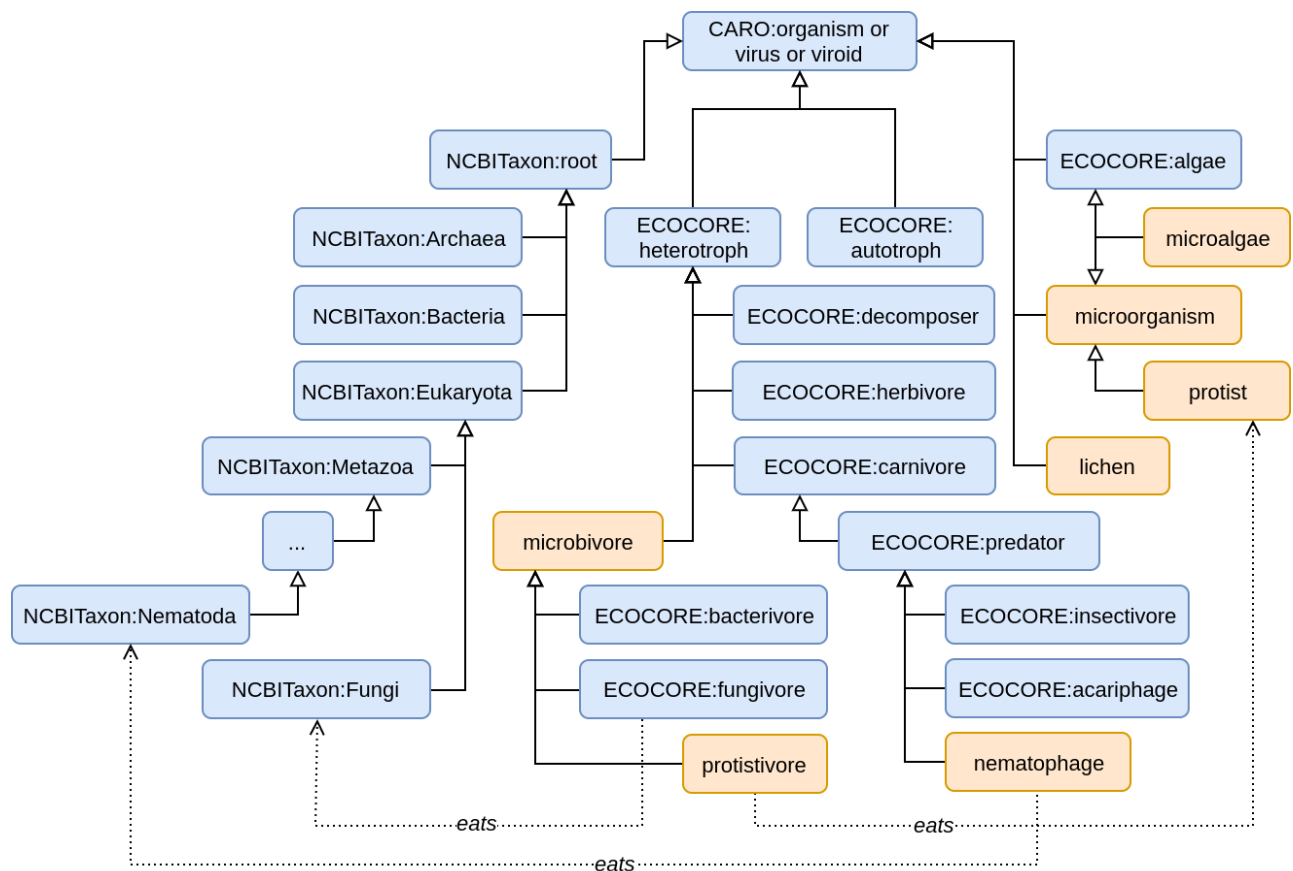 CARO:organism or
virus or viroid
NCBITaxon:root
ECOCORE:algae
NCBITaxon:Archaea
ECOCORE:
heterotroph
ECOCORE:
autotroph
microalgae
NCBITaxon:Bacteria
ECOCORE:decomposer
microorganism
NCBITaxon:Eukaryota
ECOCORE:herbivore
protist
NCBITaxon:Metazoa
ECOCORE:carnivore
lichen
...
microbivore
ECOCORE:predator
NCBITaxon:Nematoda
ECOCORE:bacterivore
ECOCORE:insectivore
NCBITaxon:Fungi
ECOCORE:fungivore
ECOCORE:acariphage
protistivore
nematophage
eats
eats
eats